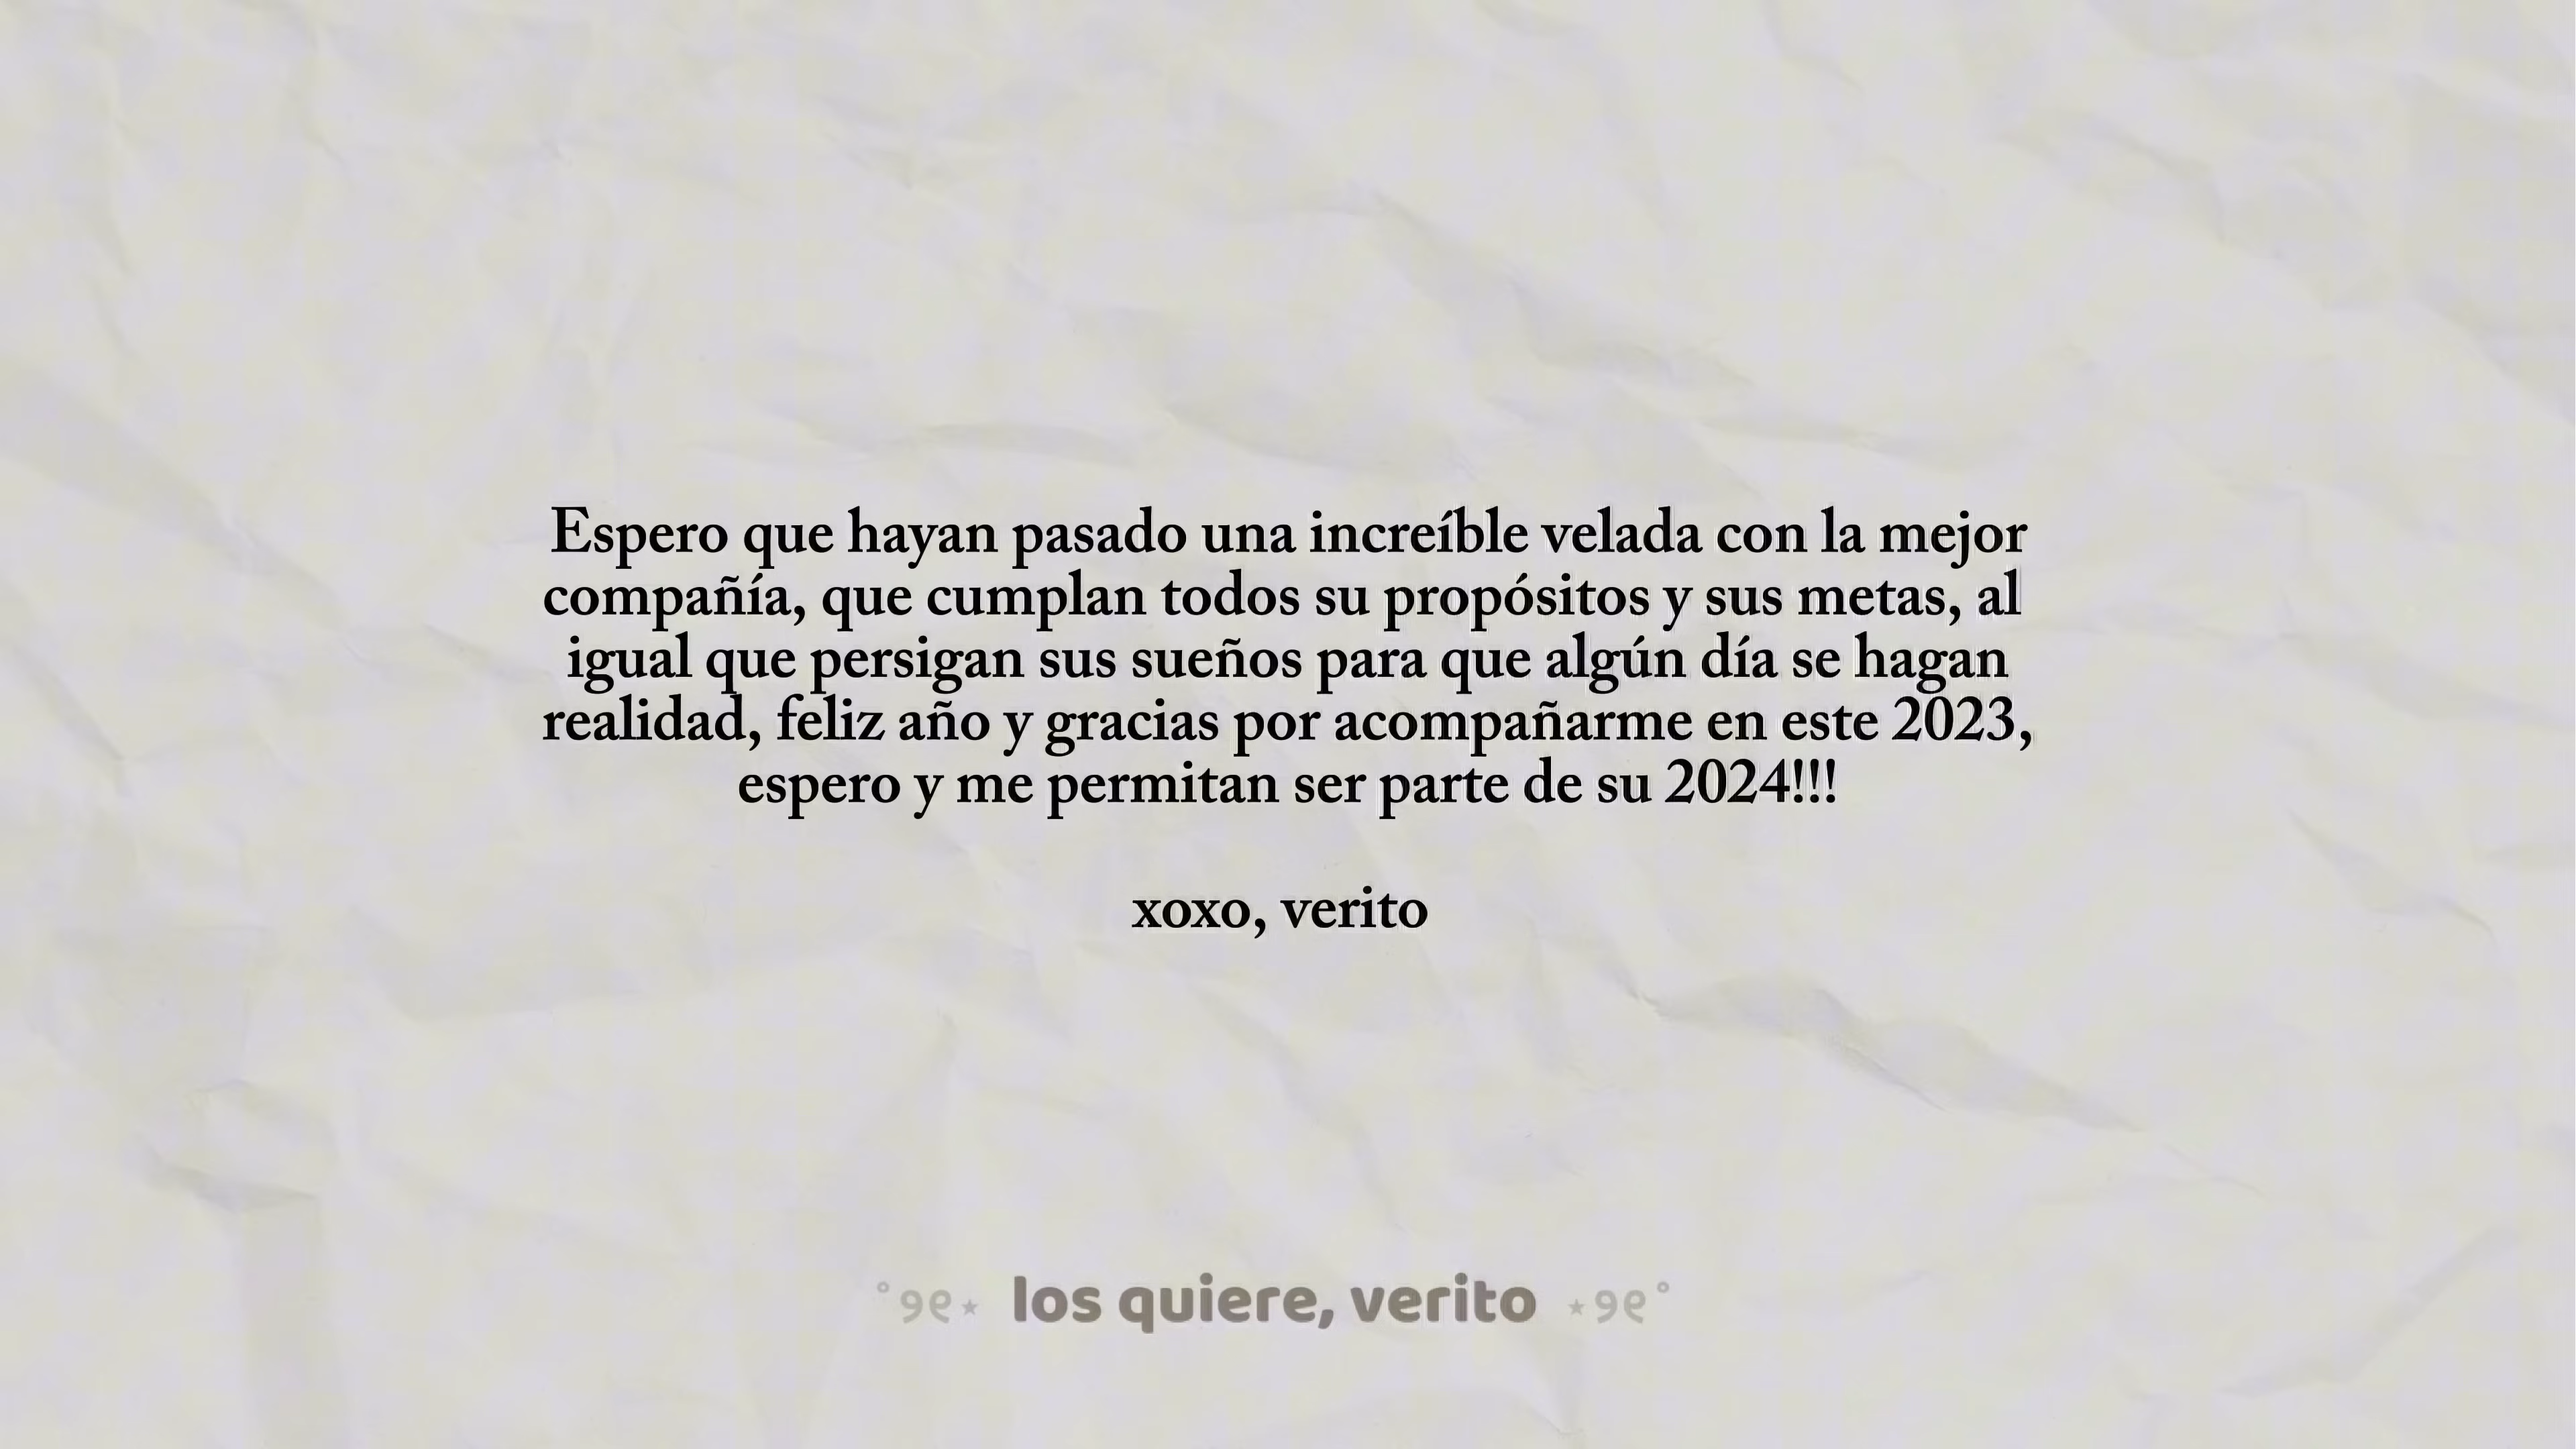 Espero que hayan pasado una increíble velada con la mejor
compañía, que cumplan todos su propósitos y sus metas, al
igual que persigan sus sueños para que algún día se hagan
realidad, feliz año y gracias por acompañarme en este 2023,
espero y me permitan ser parte de su 2024!!!
xoxo, verito
°୨୧⋆ los quiere, verito ⋆୨୧°